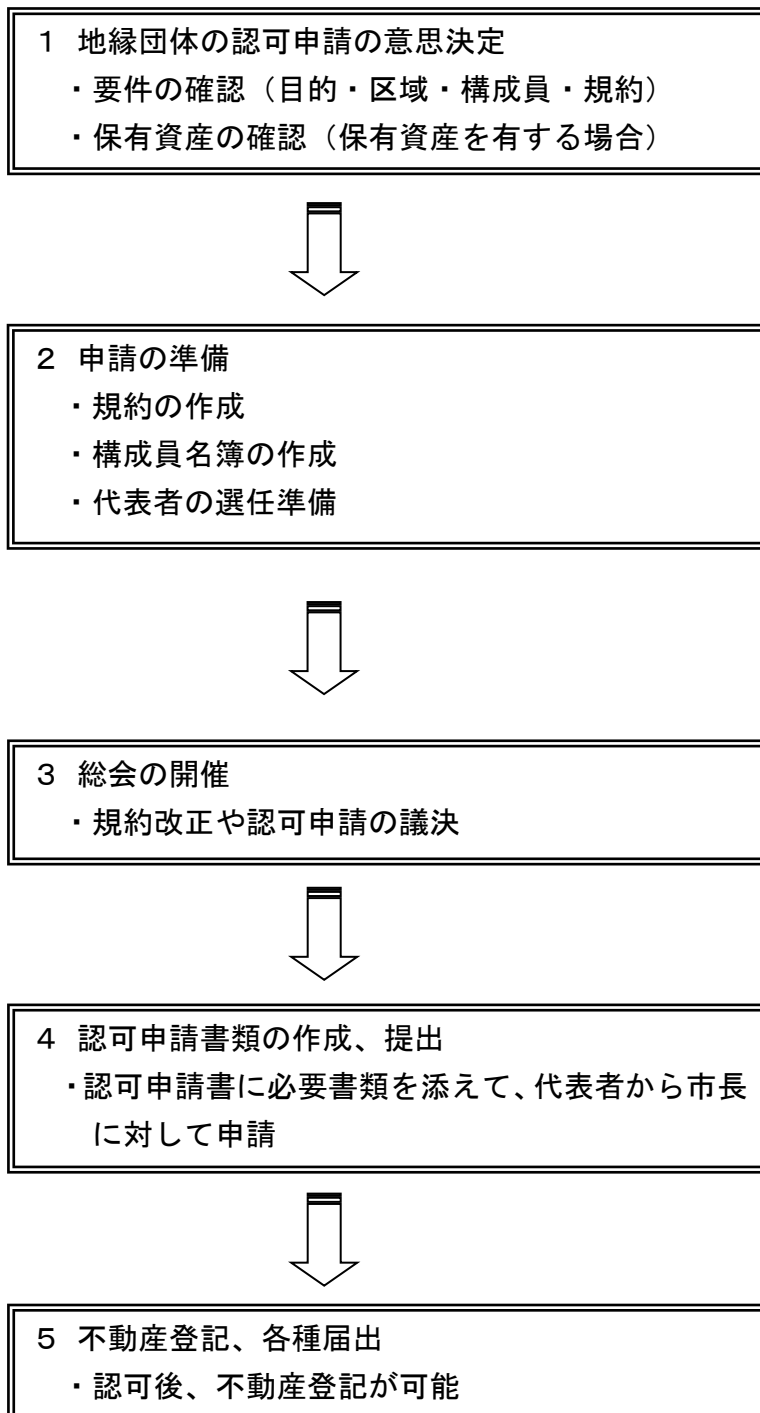 １ 地縁団体の認可申請の意思決定
・要件の確認（目的・区域・構成員・規約）
・保有資産の確認（保有資産を有する場合）
２ 申請の準備
・規約の作成
・構成員名簿の作成
・代表者の選任準備
３ 総会の開催
・規約改正や認可申請の議決
４ 認可申請書類の作成、提出
・認可申請書に必要書類を添えて、代表者から市長
に対して申請
５ 不動産登記、各種届出
・認可後、不動産登記が可能